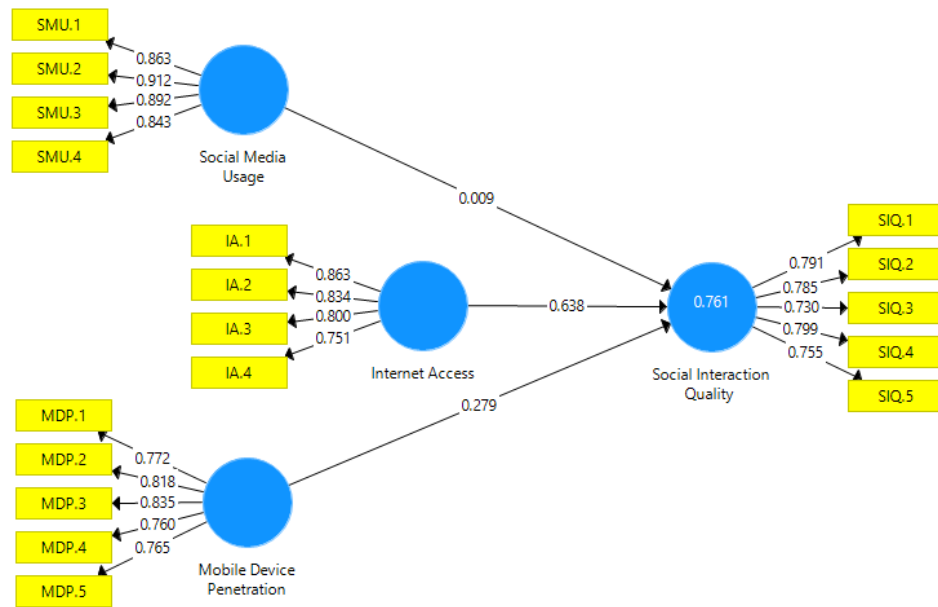 SMU.1
SMU.2
SMU.3
SMU.4
0.863
0.912
0.892
0.843
Social Media
Usage
0.009
IA.1
IA.2
IA.3
IA.4
0.863
0.834
0.800
0.751
Internet Access
0.638
MDP.1
MDP.2
MDP.3
MDP.4
MDP.5
0.772
0.818
0.835
0.760
0.765
Mobile Device
Penetration
0.279
0.761
Social Interaction
Quality
0.791
0.785
0.730
0.799
0.755
SIQ.1
SIQ.2
SIQ.3
SIQ.4
SIQ.5